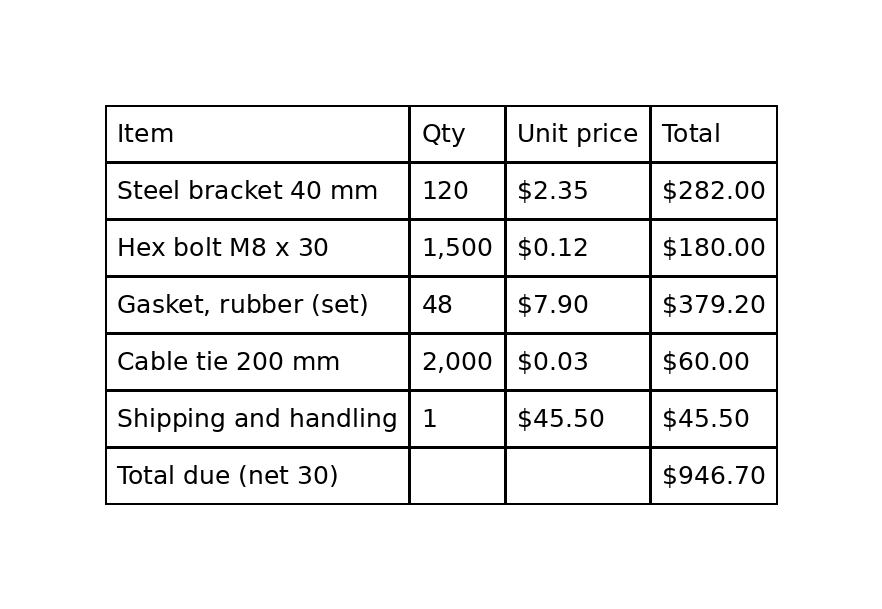 Item Qty Unit price Total
Steel bracket 40 mm 120 $2.35 $282.00
Hex bolt M8 x 30 1,500 $0.12 $180.00
Gasket, rubber (set) 48 $7.90 $379.20
Cable tie 200 mm 2,000 $0.03 $60.00
Shipping and handling 1 $45.50 $45.50
Total due (net 30) $946.70